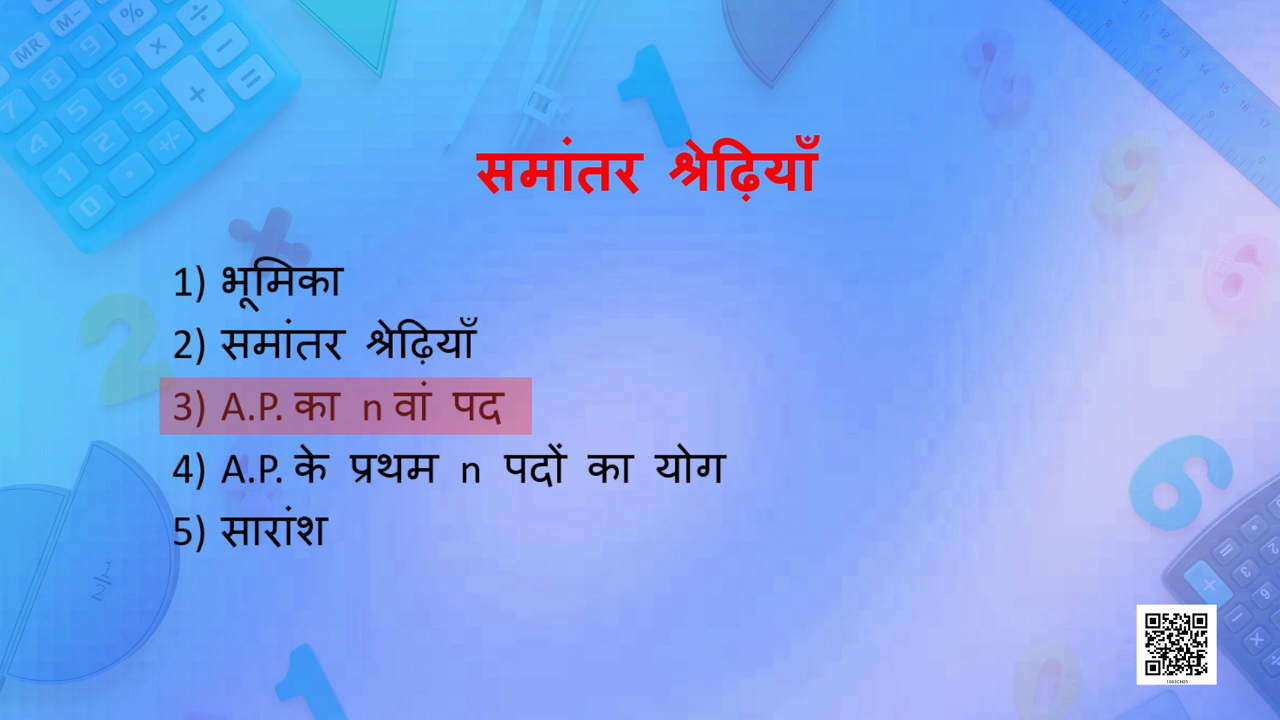 समांतर श्रेढ़ियाँ
1) भूमिका
2) समांतर श्रेढ़ियाँ
3) A.P. का n वां पद
4) A.P. के प्रथम n पदों का योग
5) सारांश